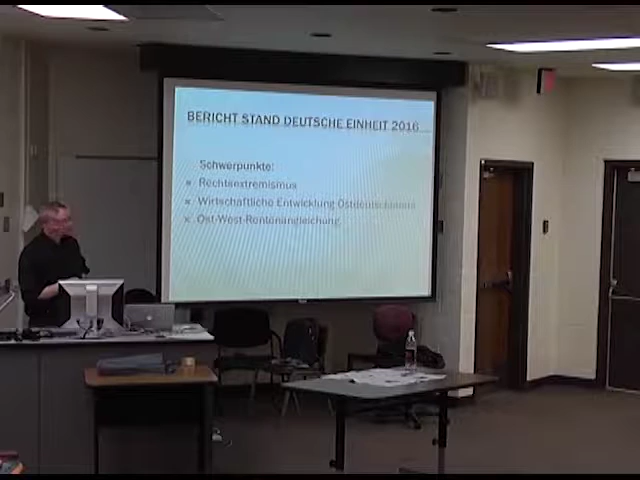 BERICHT STAND DEUTSCHE EINHEIT 2016
Schwerpunkte:
Rechtsextremismus
Wirtschaftliche Entwicklung Ostdeutschlands
Ost-West-Rentenangleichung